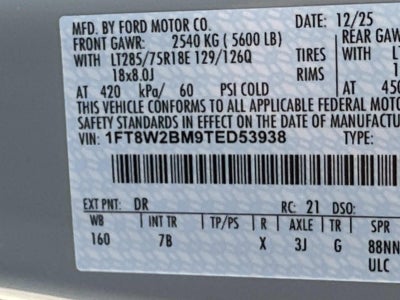 MFD. BY FORD MOTOR CO. 12/25
FRONT GAWR: 2540 KG ( 5600 LB) REAR GAW
WITH LT285/75R18E 129/126Q TIRES LT
18x8.0J RIMS 1
AT 420 kPa/ 60 PSI COLD AT 450
THIS VEHICLE CONFORMS TO ALL APPLICABLE FEDERAL MOTO
SAFETY STANDARDS IN EFFECT ON THE DATE OF MANUFACTU
VIN: 1FT8W2BM9TED53938 TYPE:
EXT PNT: DR RC: 21 DSO:
WB INT TR TP/PS R AXLE TR SPR
160 7B X 3J G 88NN
ULC